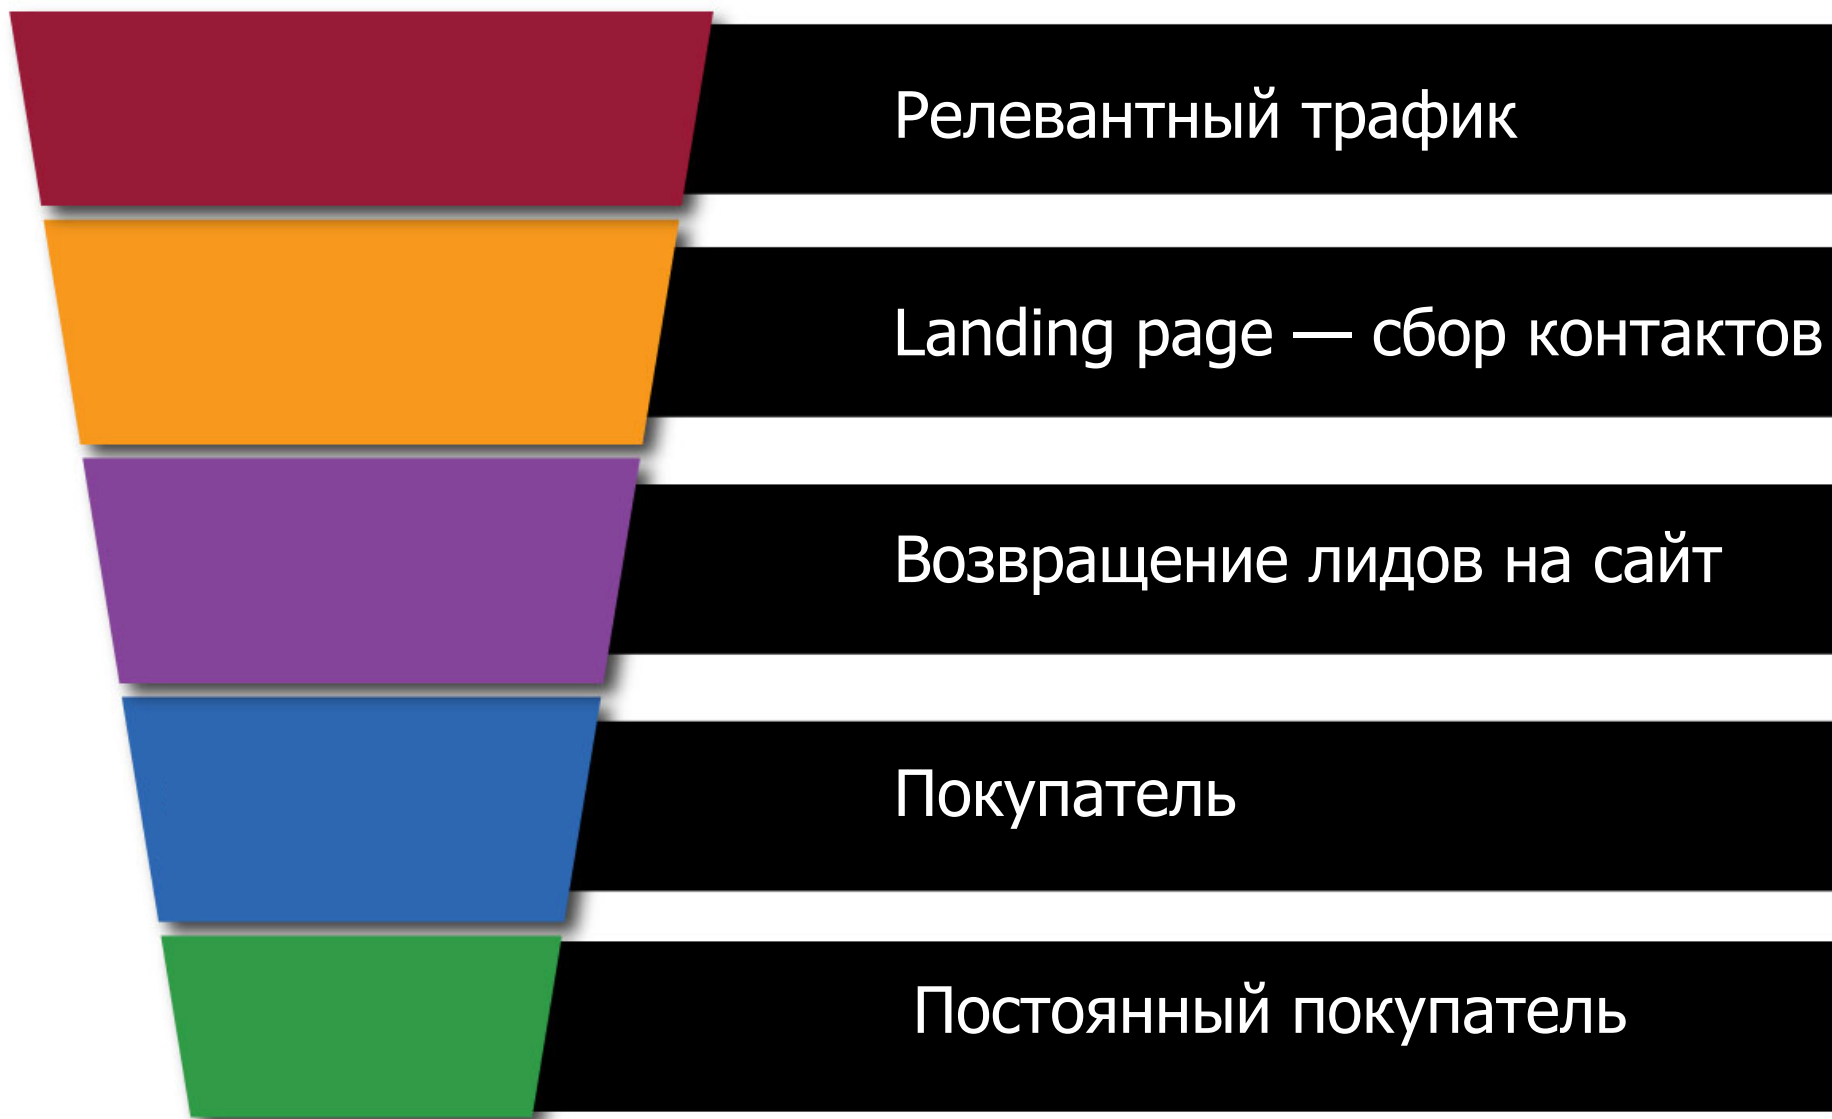 Релевантный трафик
Landing page — сбор контактов
Возвращение лидов на сайт
Покупатель
Постоянный покупатель